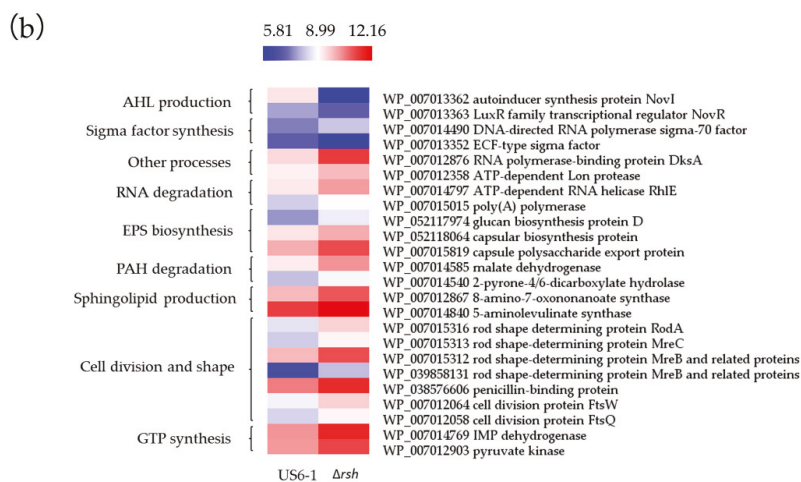 (b)
5.81 8.99 12.16
AHL production
Sigma factor synthesis
Other processes
RNA degradation
EPS biosynthesis
PAH degradation
Sphingolipid production
Cell division and shape
GTP synthesis
WP_007013362 autoinducer synthesis protein NovI
WP_007013363 LuxR family transcriptional regulator NovR
WP_007014490 DNA-directed RNA polymerase sigma-70 factor
WP_007013352 ECF-type sigma factor
WP_007012876 RNA polymerase-binding protein DksA
WP_007012358 ATP-dependent Lon protease
WP_007014797 ATP-dependent RNA helicase RhlE
WP_007015015 poly(A) polymerase
WP_052117974 glucan biosynthesis protein D
WP_052118064 capsular biosynthesis protein
WP_007015819 capsule polysaccharide export protein
WP_007014585 malate dehydrogenase
WP_007014540 2-pyrone-4/6-dicarboxylate hydrolase
WP_007012867 8-amino-7-oxononanoate synthase
WP_007014840 5-aminolevulinate synthase
WP_007015316 rod shape determining protein RodA
WP_007015313 rod shape-determining protein MreC
WP_007015312 rod shape-determining protein MreB and related proteins
WP_039858131 rod shape-determining protein MreB and related proteins
WP_038576606 penicillin-binding protein
WP_007012064 cell division protein FtsW
WP_007012058 cell division protein FtsQ
WP_007014769 IMP dehydrogenase
WP_007012903 pyruvate kinase
US6-1 Δrsh